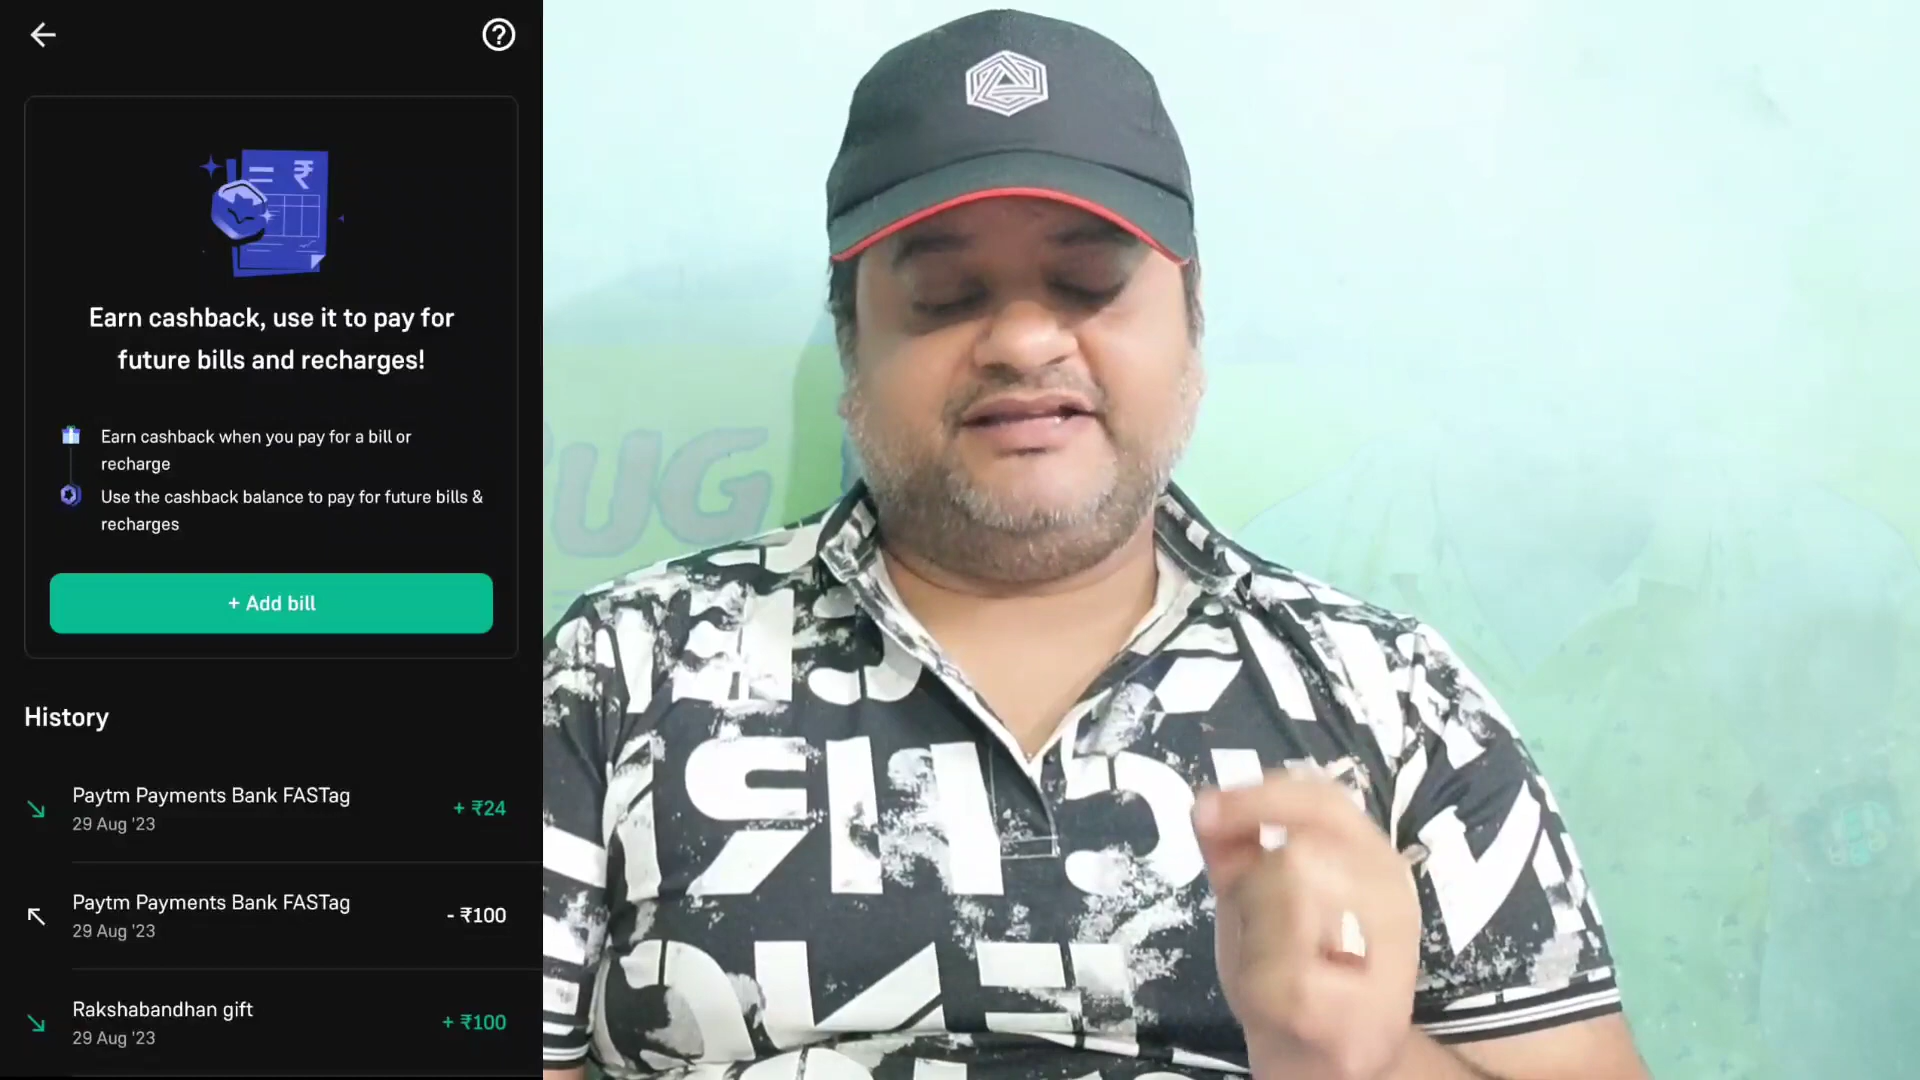 Earn cashback, use it to pay for
future bills and recharges!
Earn cashback when you pay for a bill or
recharge
Use the cashback balance to pay for future bills &
recharges
+ Add bill
History
Paytm Payments Bank FASTag
+ ₹24
29 Aug '23
Paytm Payments Bank FASTag
- ₹100
29 Aug '23
Rakshabandhan gift
+ ₹100
29 Aug '23